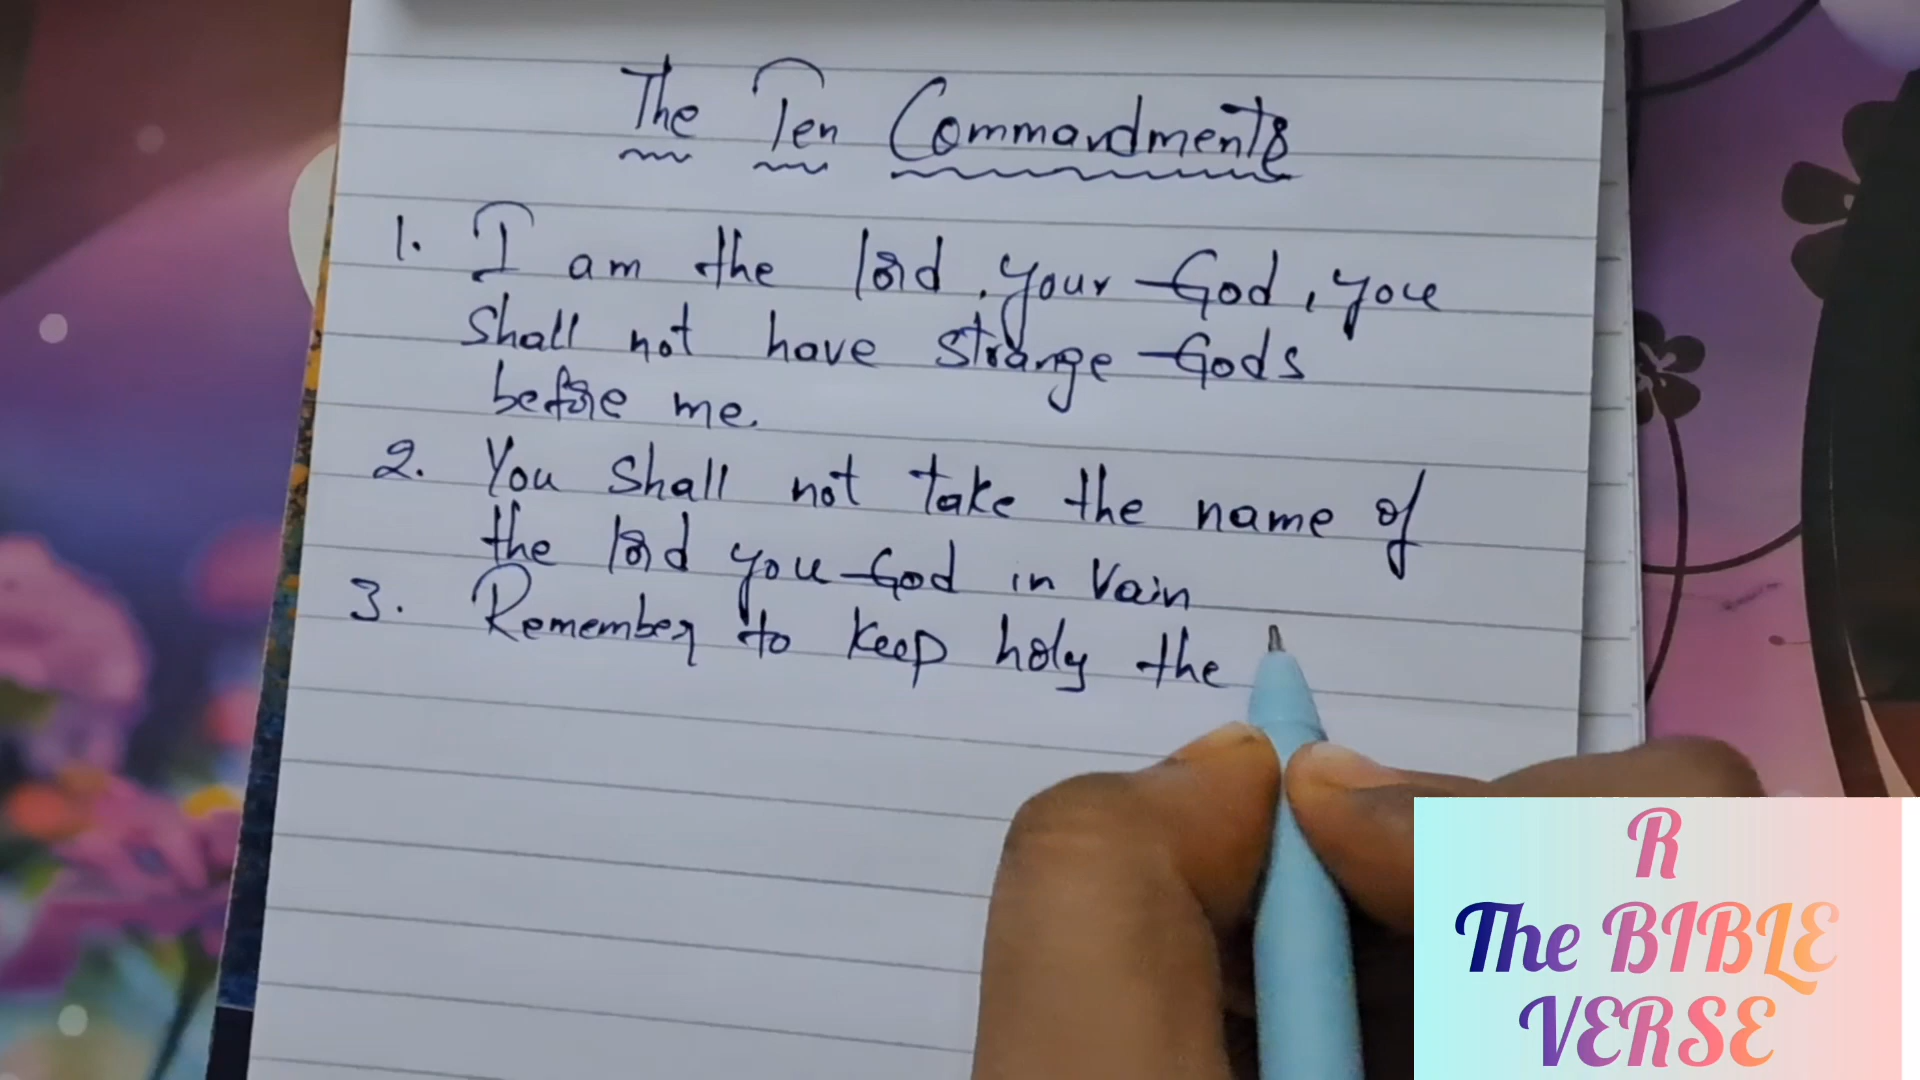 The Ten Commandments
1. I am the lord, your God, you
Shall not have strange Gods
before me.
2. You Shall not take the name of
the lord you God in Vain
3. Remember to keep holy the
R
The BIBLE
VERSE